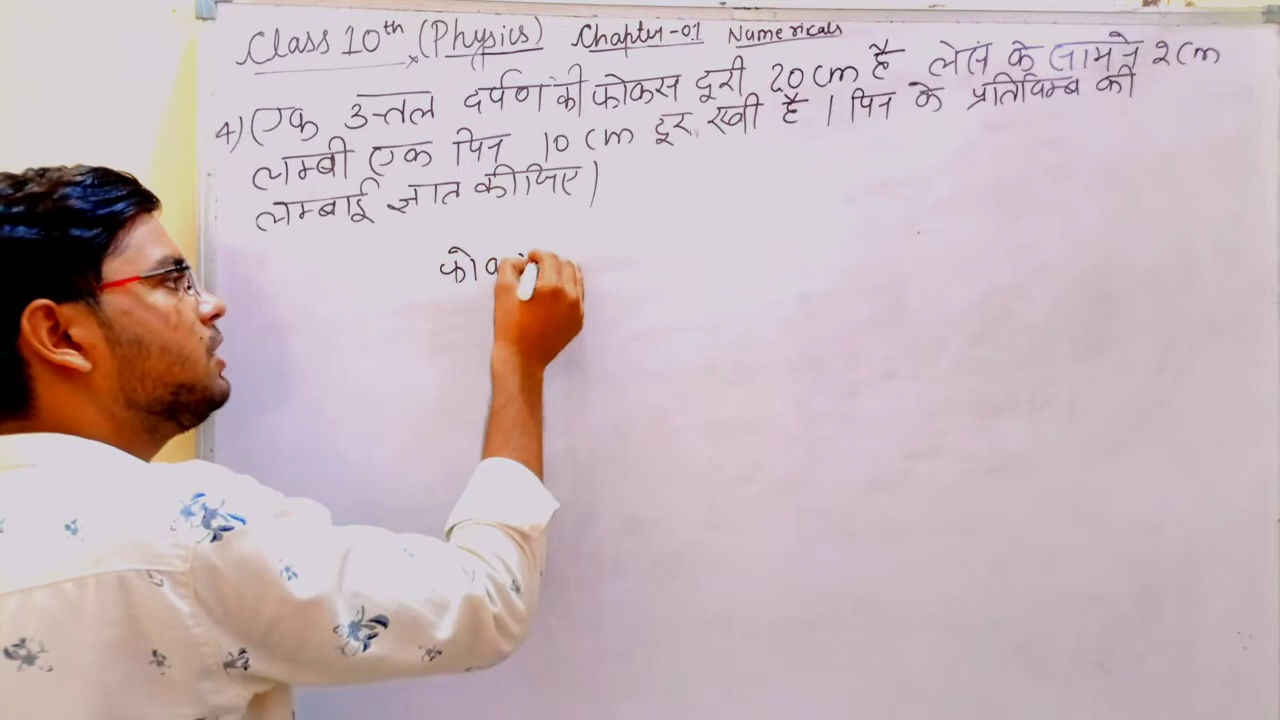 Class 10th (Physics) Chapter-01 Numericals
4) एक उत्तल दर्पण की फोकस दूरी 20 cm है लेंस के सामने 2 cm
लम्बी एक पिन 10 cm दूर रखी है । पिन के प्रतिबिम्ब की
लम्बाई ज्ञात कीजिए ।
फोक